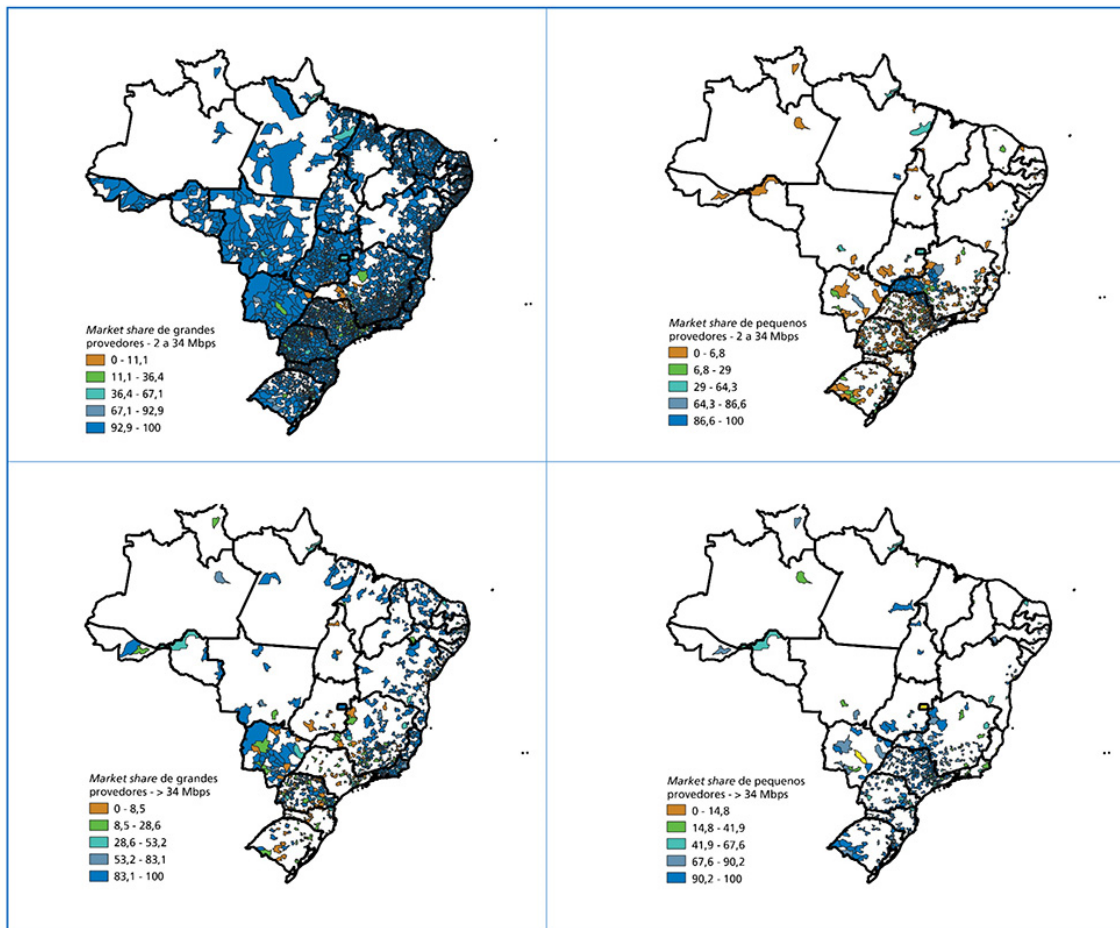 Market share de grandes
provedores - 2 a 34 Mbps
0 - 11,1
11,1 - 36,4
36,4 - 67,1
67,1 - 92,9
92,9 - 100
Market share de pequenos
provedores - 2 a 34 Mbps
0 - 6,8
6,8 - 29
29 - 64,3
64,3 - 86,6
86,6 - 100
Market share de grandes
provedores - > 34 Mbps
0 - 8,5
8,5 - 28,6
28,6 - 53,2
53,2 - 83,1
83,1 - 100
Market share de pequenos
provedores - > 34 Mbps
0 - 14,8
14,8 - 41,9
41,9 - 67,6
67,6 - 90,2
90,2 - 100